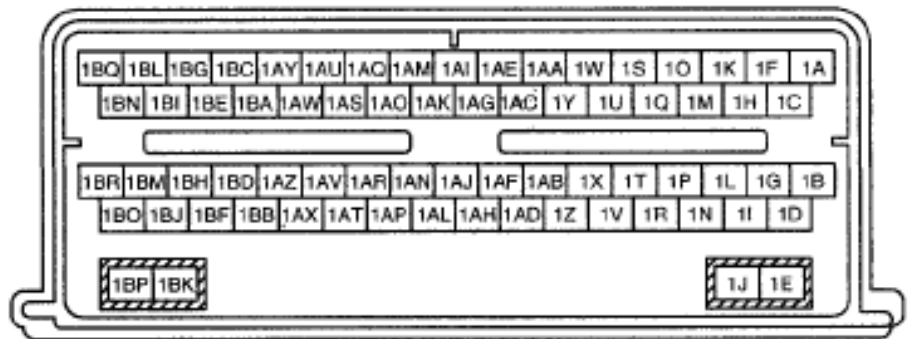 1BQ 1BL 1BG 1BC 1AY 1AU 1AQ 1AM 1AI 1AE 1AA 1W 1S 1O 1K 1F 1A
1BN 1BI 1BE 1BA 1AW 1AS 1AO 1AK 1AG 1AC 1Y 1U 1Q 1M 1H 1C
1BR 1BM 1BH 1BD 1AZ 1AV 1AR 1AN 1AJ 1AF 1AB 1X 1T 1P 1L 1G 1B
1BO 1BJ 1BF 1BB 1AX 1AT 1AP 1AL 1AH 1AD 1Z 1V 1R 1N 1I 1D
1BP 1BK 1J 1E